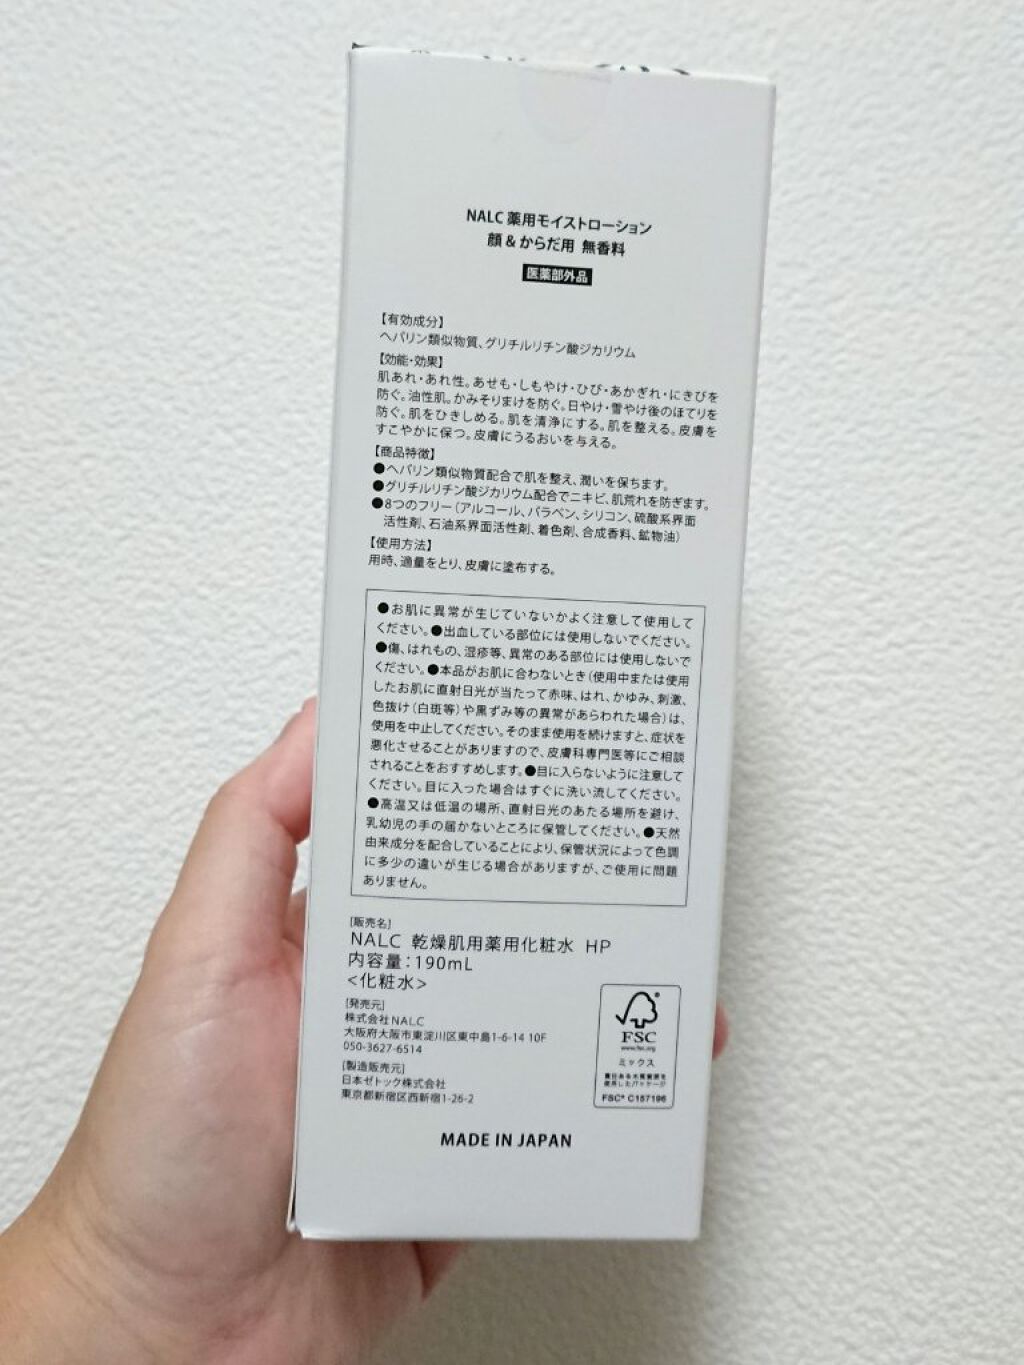 NALC 薬用モイストローション
顔 & からだ用 無香料
医薬部外品
【有効成分】
ヘパリン類似物質、グリチルリチン酸ジカリウム
【効能・効果】
肌あれ・あれ性。あせも・しもやけ・ひび・あかぎれ・にきびを
防ぐ。油性肌。かみそりまけを防ぐ。日やけ・雪やけ後のほてりを
防ぐ。肌をひきしめる。肌を清浄にする。肌を整える。皮膚を
すこやかに保つ。皮膚にうるおいを与える。
【商品特徴】
●ヘパリン類似物質配合で肌を整え、潤いを保ちます。
●グリチルリチン酸ジカリウム配合でニキビ、肌荒れを防ぎます。
●8つのフリー（アルコール、パラベン、シリコン、硫酸系界面
活性剤、石油系界面活性剤、着色剤、合成香料、鉱物油）
【使用方法】
用時、適量をとり、皮膚に塗布する。
●お肌に異常が生じていないかよく注意して使用して
ください。●出血している部位には使用しないでください。
●傷、はれもの、湿疹等、異常のある部位には使用しないで
ください。●本品がお肌に合わないとき（使用中または使用
したお肌に直射日光が当たって赤味、はれ、かゆみ、刺激、
色抜け（白斑等）や黒ずみ等の異常があらわれた場合）は、
使用を中止してください。そのまま使用を続けますと、症状を
悪化させることがありますので、皮膚科専門医等にご相談
されることをおすすめします。●目に入らないように注意して
ください。目に入った場合はすぐに洗い流してください。
●高温又は低温の場所、直射日光のあたる場所を避け、
乳幼児の手の届かないところに保管してください。●天然
由来成分を配合していることにより、保管状況によって色調
に多少の違いが生じる場合がありますが、ご使用に問題
ありません。
[販売名]
NALC 乾燥肌用薬用化粧水 HP
内容量：190mL
<化粧水>
[発売元]
株式会社NALC
大阪府大阪市東淀川区東中島1-6-14 10F
050-3627-6514
[製造販売元]
日本ゼトック株式会社
東京都新宿区西新宿1-26-2
FSC
www.fsc.org
ミックス
責任ある木質資源を
使用したパッケージ
FSC® C157196
MADE IN JAPAN